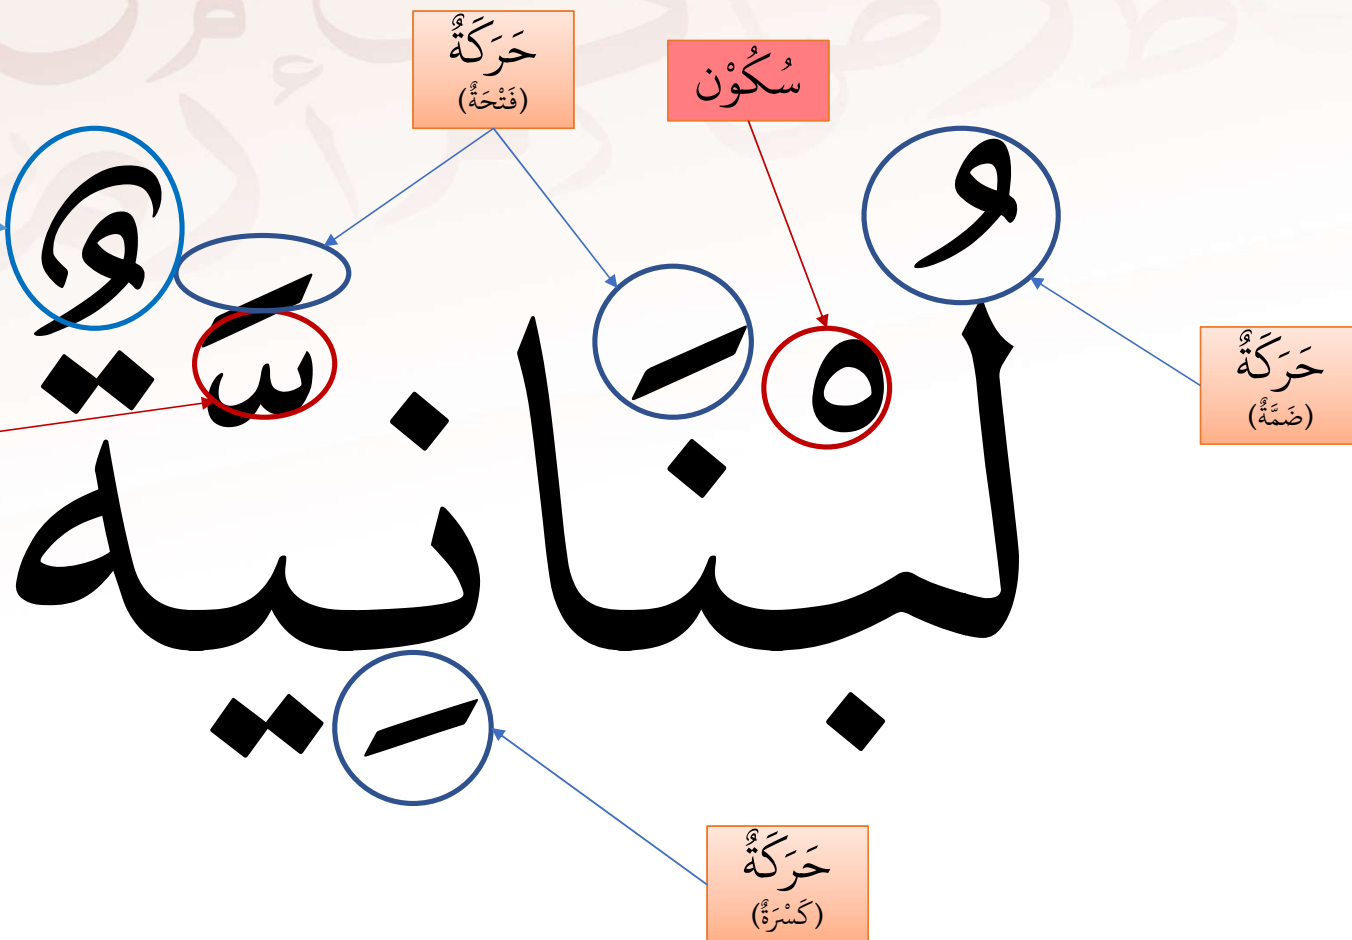 حَرَكَةٌ
(فَتْحَةٌ)
سُكُوْن
لُبْنَانِيَّةٌ
حَرَكَةٌ
(ضَمَّةٌ)
حَرَكَةٌ
(كَسْرَةٌ)